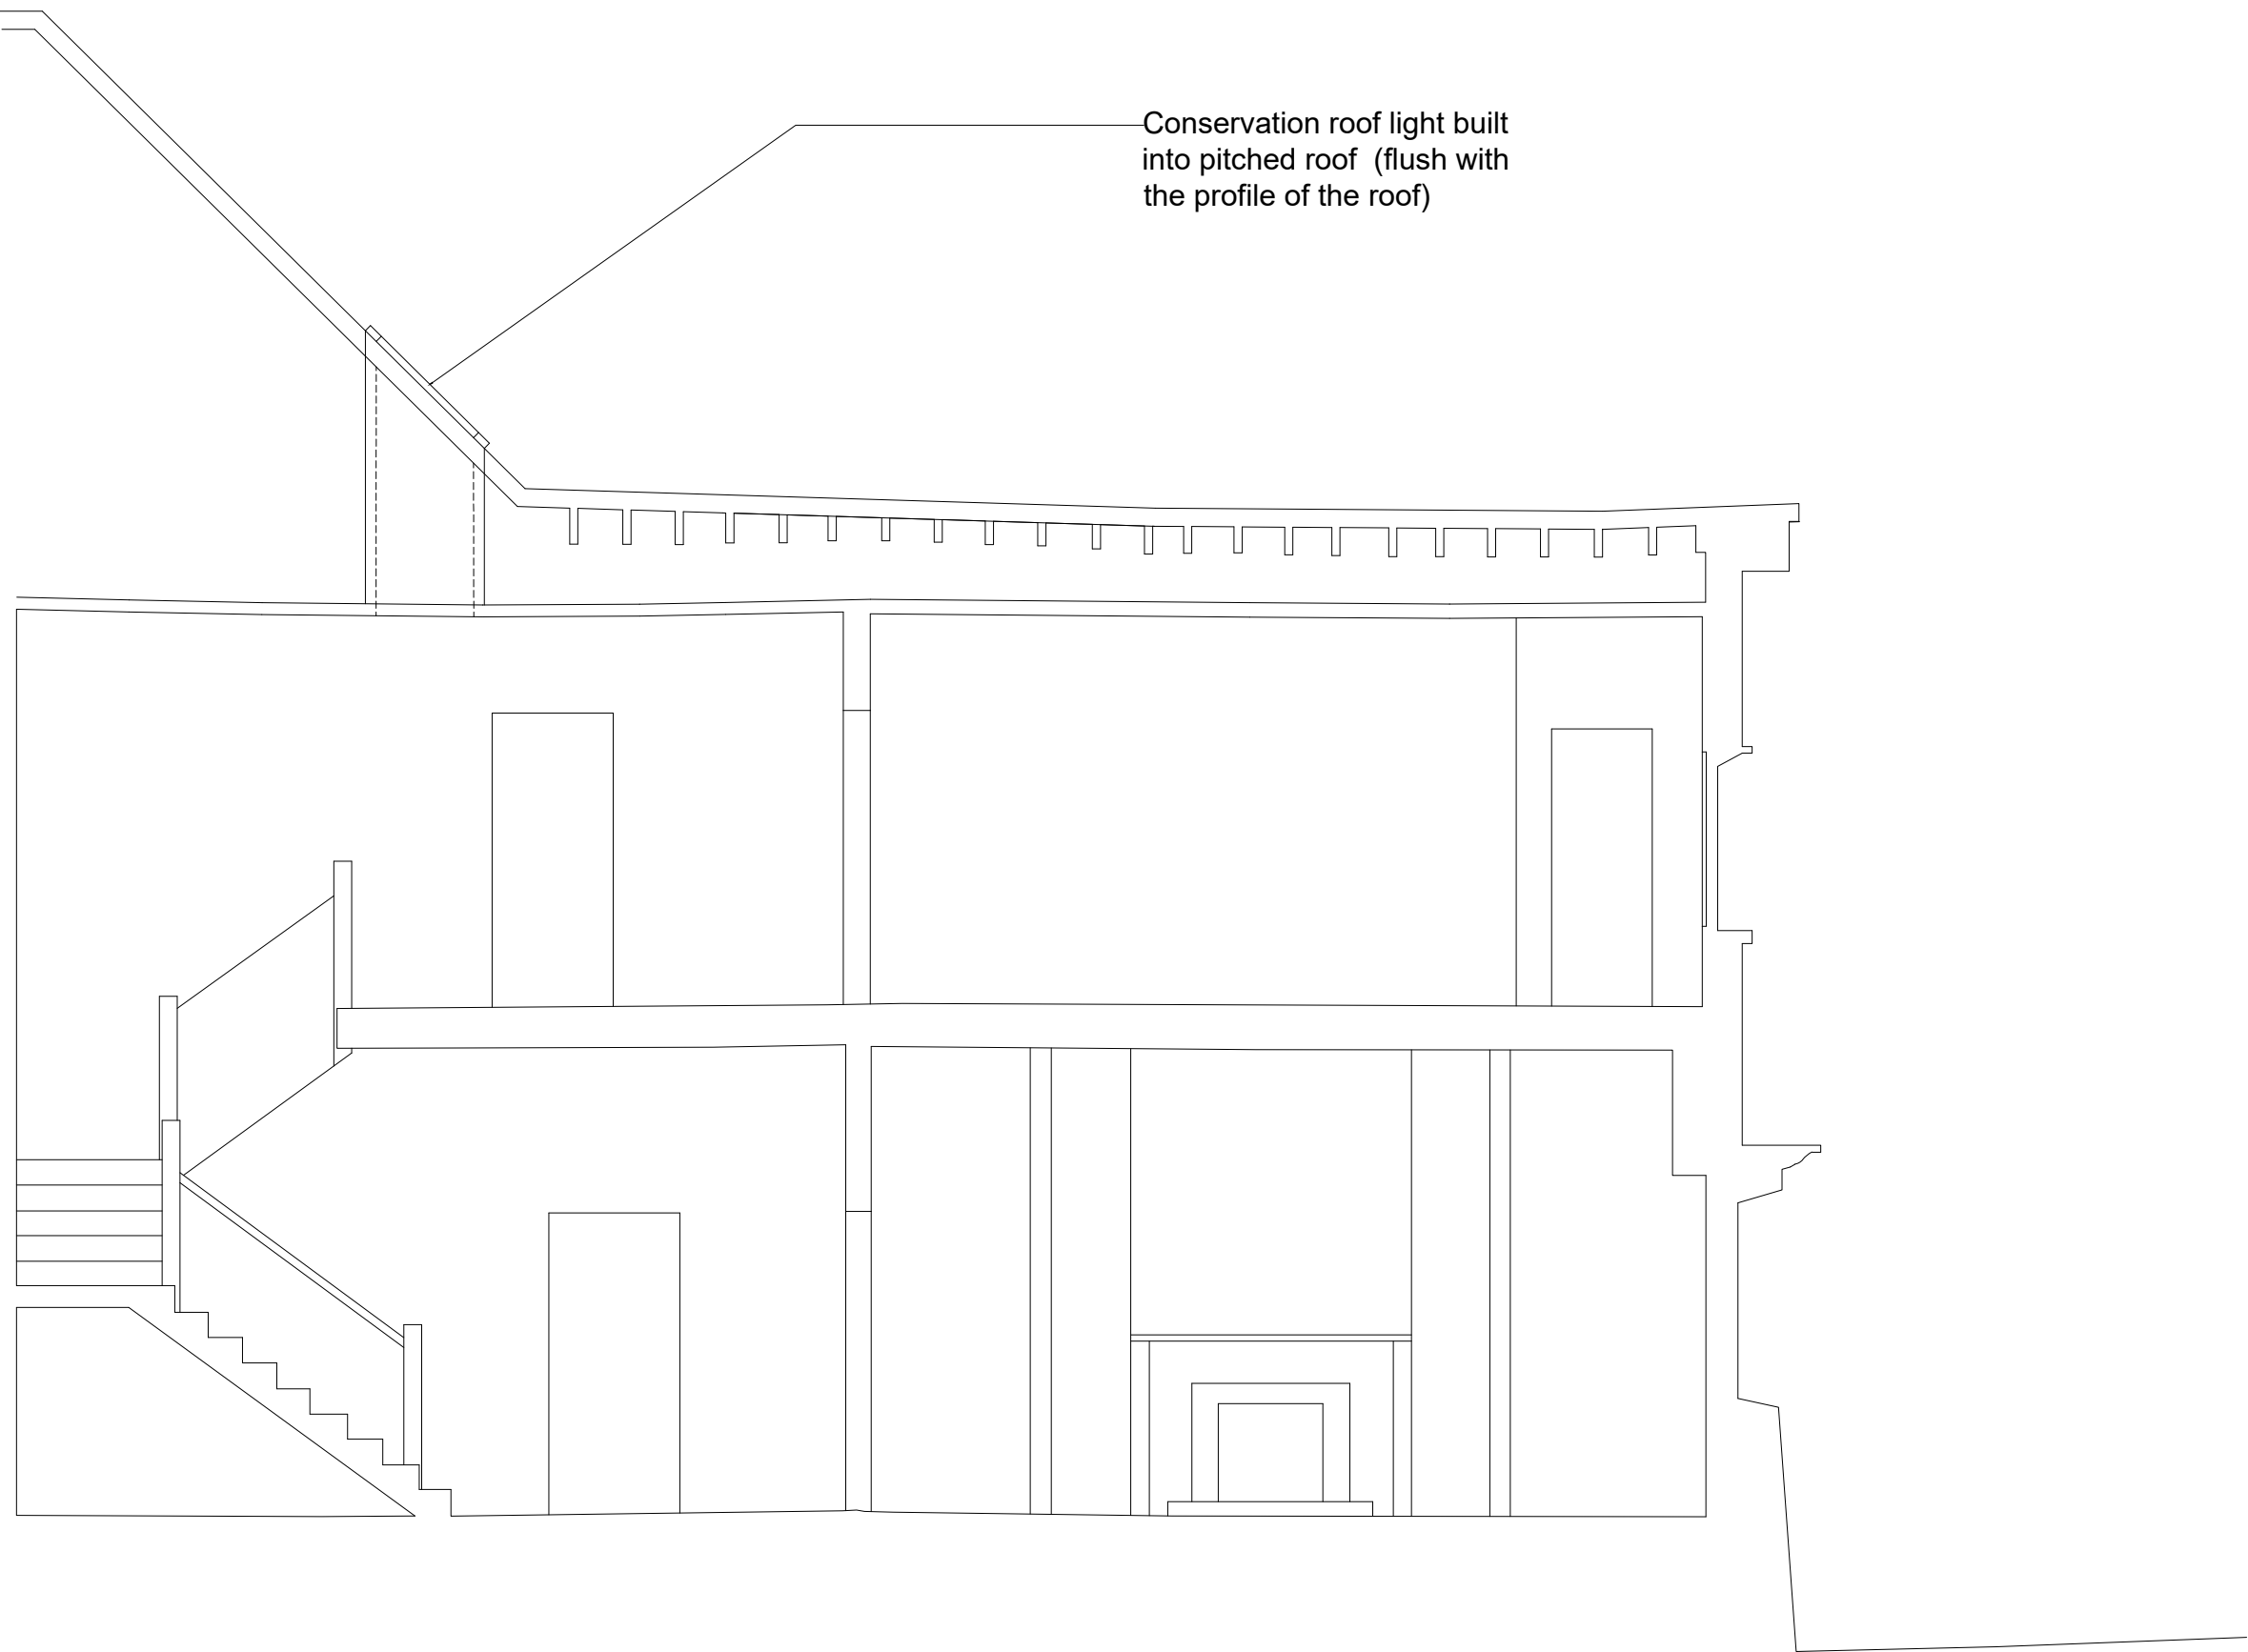 Conservation roof light built
into pitched roof  (flush with
the profile of the roof)